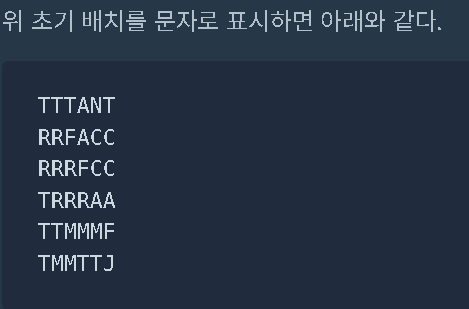 위 초기 배치를 문자로 표시하면 아래와 같다.
TTTANT
RRFACC
RRRFCC
TRRRAA
TTMMMF
TMMTTJ